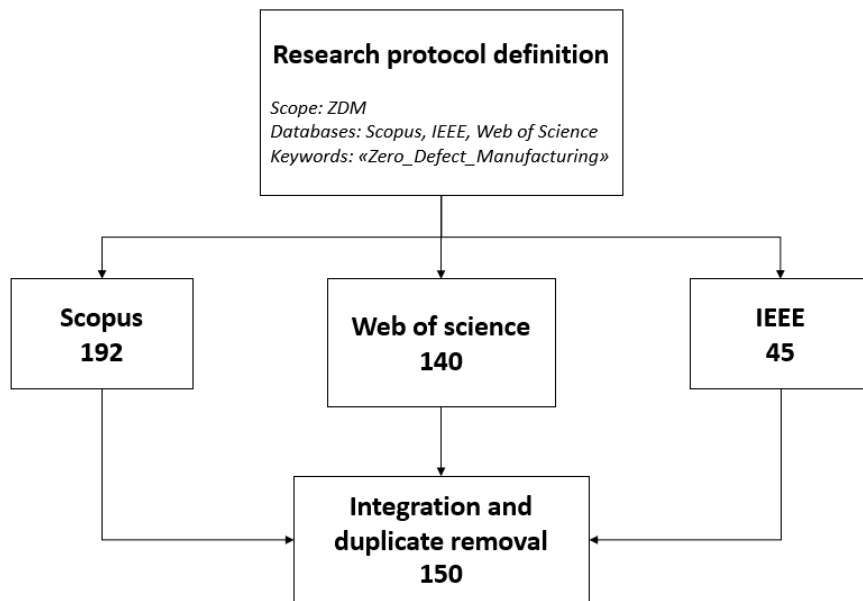 Research protocol definition
Scope: ZDM
Databases: Scopus, IEEE, Web of Science
Keywords: «Zero_Defect_Manufacturing»
Scopus
192
Web of science
140
IEEE
45
Integration and
duplicate removal
150